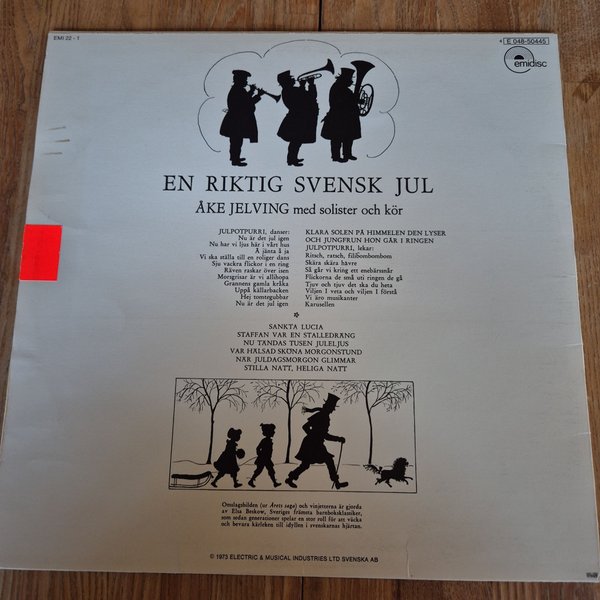 EMI 22 - 1
4 E 048-50445
emidisc
EN RIKTIG SVENSK JUL
ÅKE JELVING med solister och kör
JULPOTPURRI, danser:
Nu är det jul igen
Nu har vi ljus här i vårt hus
Å jänta å ja
Vi ska ställa till en roliger dans
Sju vackra flickor i en ring
Räven raskar över isen
Morsgrisar är vi allihopa
Grannens gamla kråka
Uppå källarbacken
Hej tomtegubbar
Nu är det jul igen
KLARA SOLEN PÅ HIMMELEN DEN LYSER
OCH JUNGFRUN HON GÅR I RINGEN
JULPOTPURRI, lekar:
Ritsch, ratsch, filibombombom
Skära skära havre
Så går vi kring ett enebärssnår
Flickorna de små uti ringen de gå
Tjuv och tjuv det ska du heta
Viljen I veta och viljen I förstå
Vi äro musikanter
Karusellen
*
SANKTA LUCIA
STAFFAN VAR EN STALLEDRÄNG
NU TÄNDAS TUSEN JULELJUS
VAR HÄLSAD SKÖNA MORGONSTUND
NÄR JULDAGSMORGON GLIMMAR
STILLA NATT, HELIGA NATT
Omslagsbilden (ur Årets saga) och vinjetterna är gjorda
av Elsa Beskow, Sveriges främsta barnboksklassiker,
som sedan generationer spelar en stor roll för att väcka
och bevara kärleken till idyllen i svenskarnas hjärtan.
© 1973 ELECTRIC & MUSICAL INDUSTRIES LTD SVENSKA AB